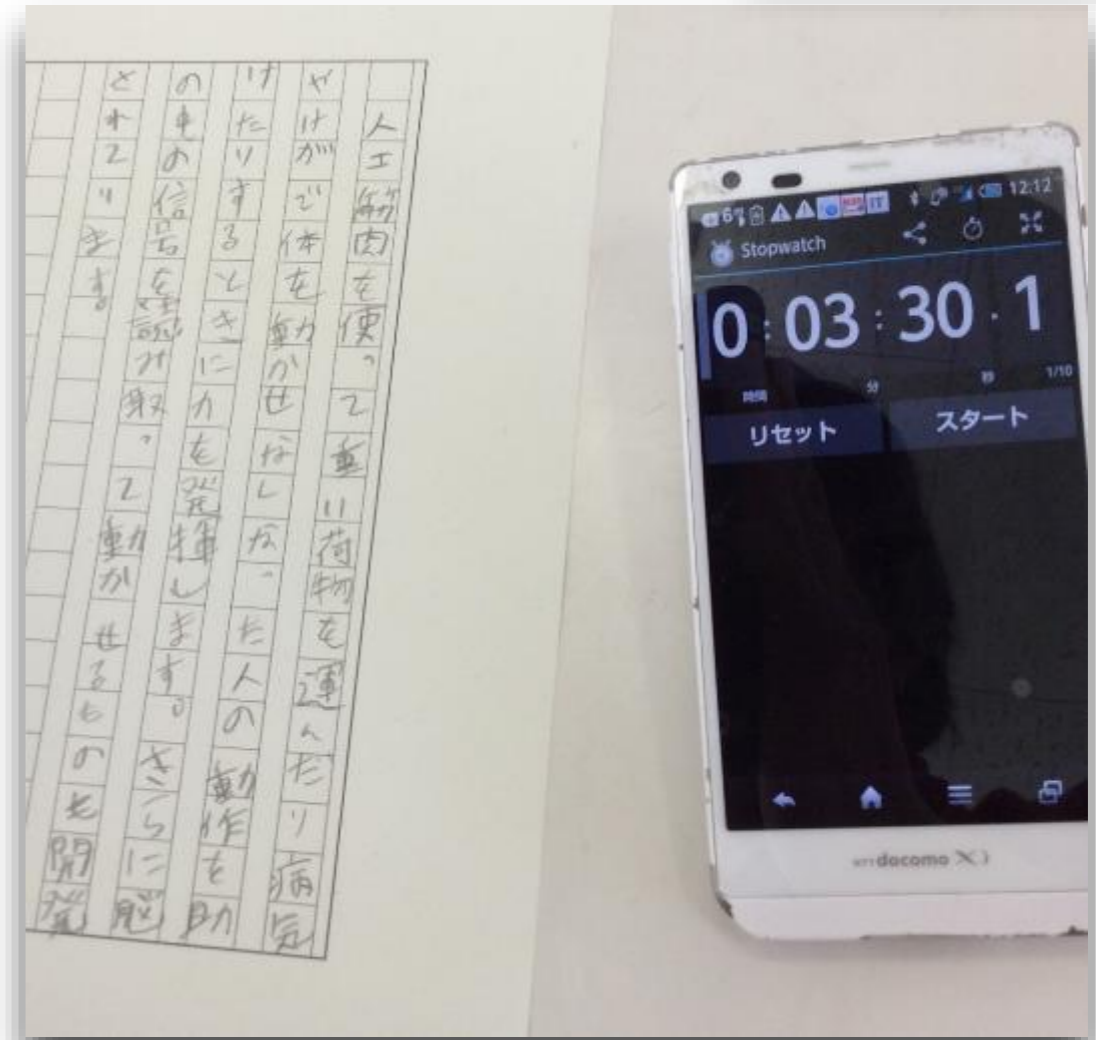 人工筋肉を使って重い荷物を運んだり病気
やけがで体を動かせなくなった人の動作を助
けたりするときに力を発揮します。さらに脳
の中の信号を読み取って動かせるものも開発
されています。
12:12
Stopwatch
0:03:30.1
時間 分 秒 1/10
リセット スタート
NTT docomo Xi